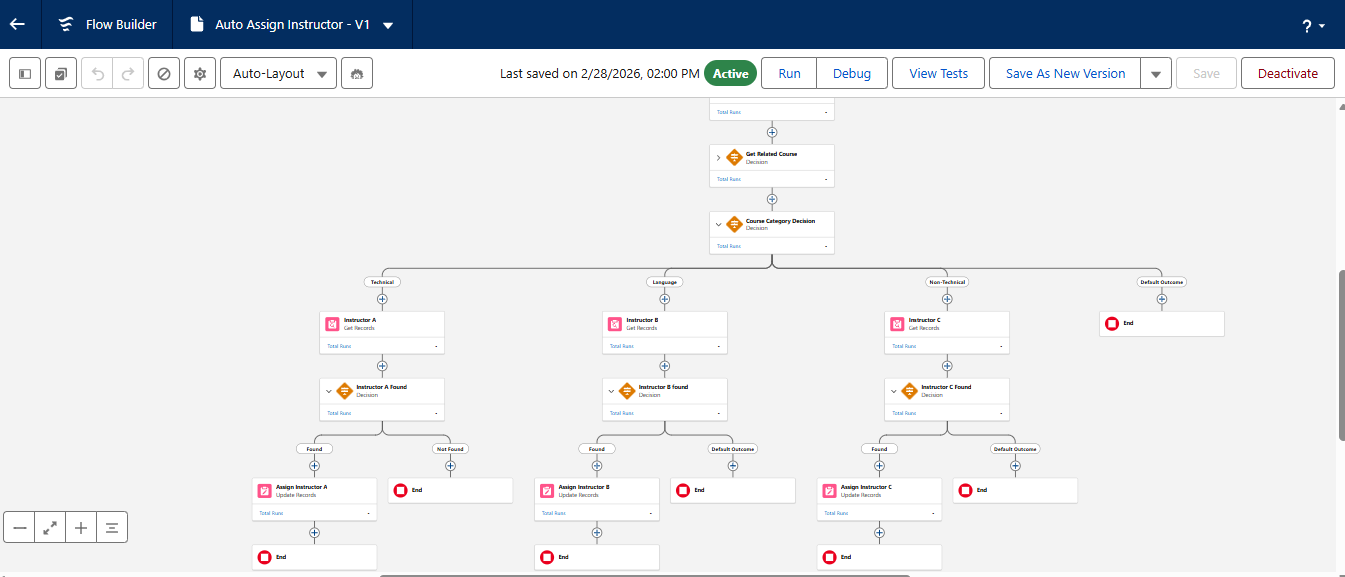 Flow Builder
Auto Assign Instructor - V1
?
Auto-Layout
Last saved on 2/28/2026, 02:00 PM
Active
Run
Debug
View Tests
Save As New Version
Save
Deactivate
Total Runs -
Get Related Course
Decision
Total Runs -
Course Category Decision
Decision
Total Runs -
Technical
Language
Non-Technical
Default Outcome
Instructor A
Get Records
Total Runs -
Instructor B
Get Records
Total Runs -
Instructor C
Get Records
Total Runs -
End
Instructor A Found
Decision
Total Runs -
Instructor B found
Decision
Total Runs -
Instructor C Found
Decision
Total Runs -
Found
Not Found
Found
Default Outcome
Found
Default Outcome
Assign Instructor A
Update Records
Total Runs -
End
Assign Instructor B
Update Records
Total Runs -
End
Assign Instructor C
Update Records
Total Runs -
End
End
End
End